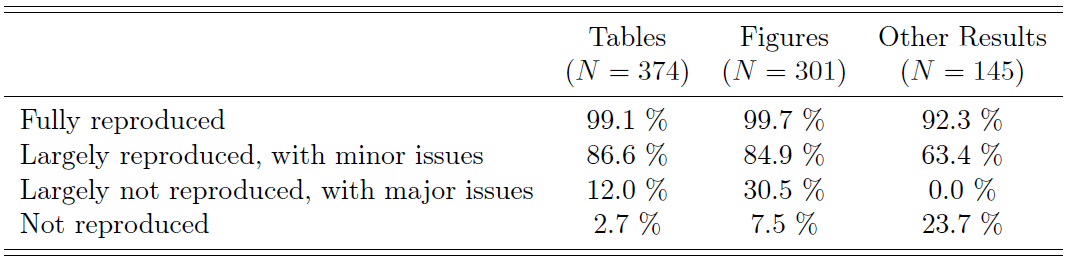 Tables Figures Other Results
(N = 374) (N = 301) (N = 145)
Fully reproduced 99.1 % 99.7 % 92.3 %
Largely reproduced, with minor issues 86.6 % 84.9 % 63.4 %
Largely not reproduced, with major issues 12.0 % 30.5 % 0.0 %
Not reproduced 2.7 % 7.5 % 23.7 %